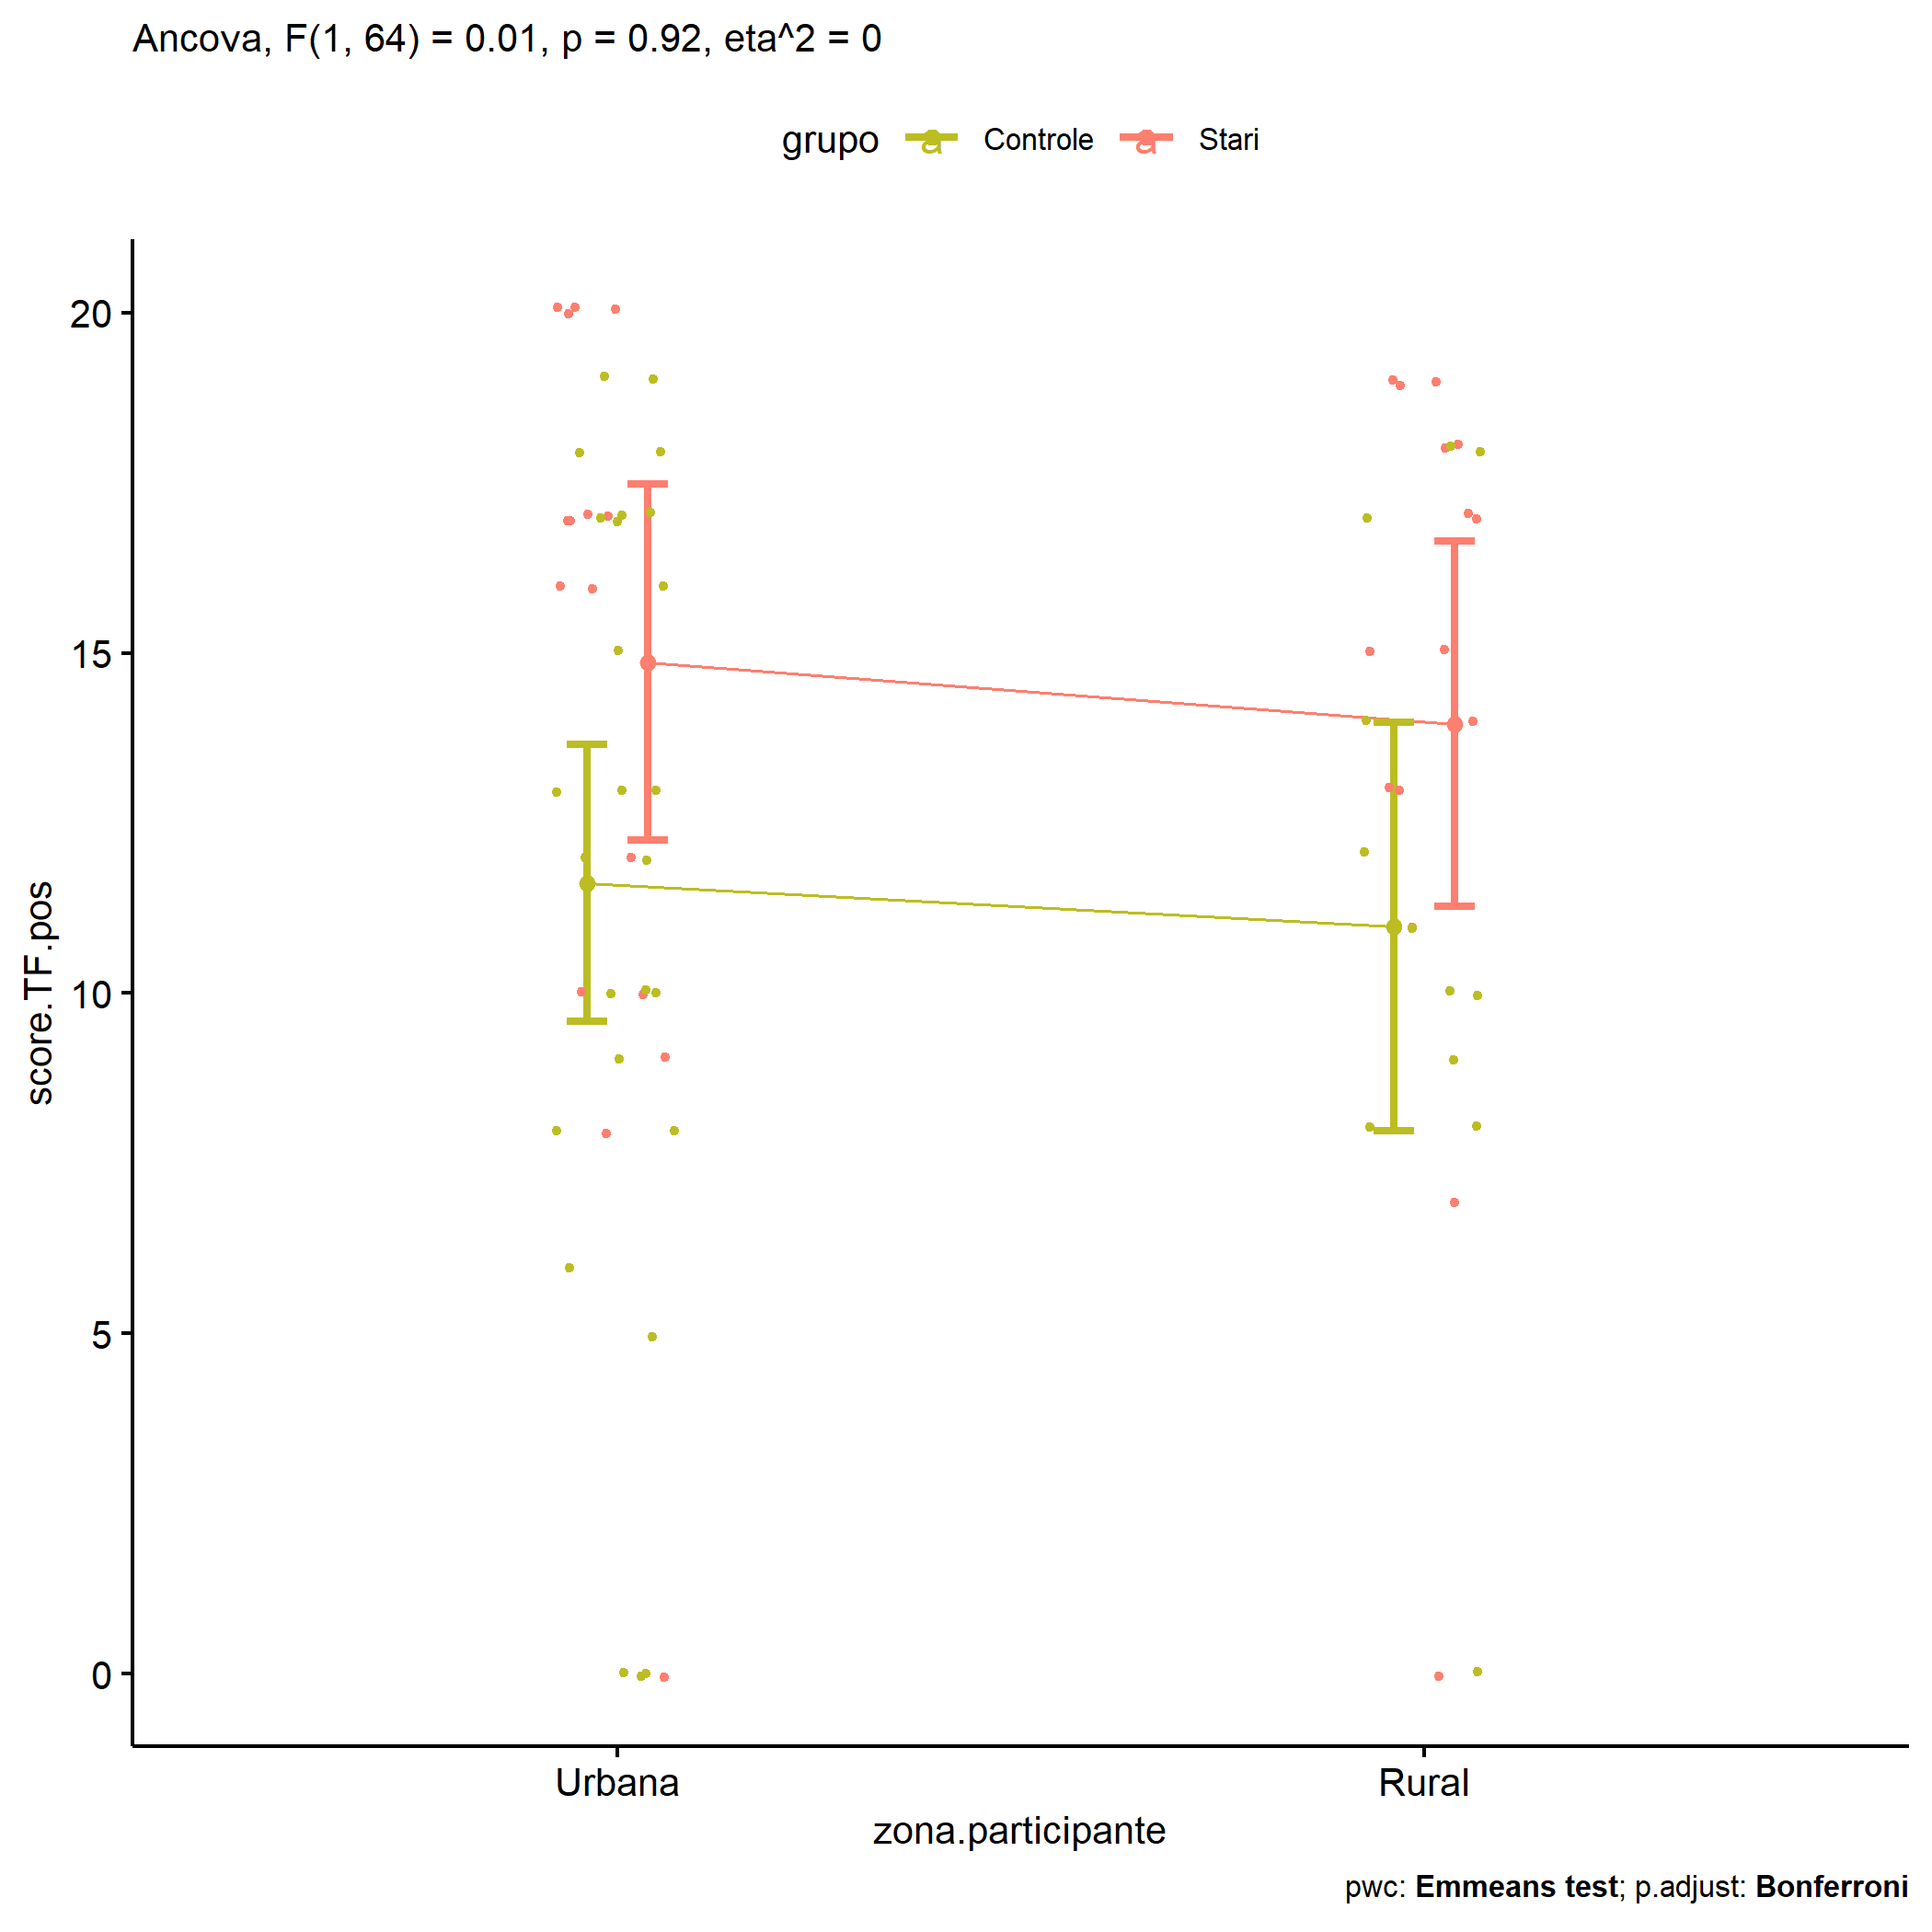 Ancova, F(1, 64) = 0.01, p = 0.92, eta^2 = 0
grupo a Controle a Stari
20
15
10
5
0
score.TF.pos
Urbana Rural
zona.participante
pwc: Emmeans test; p.adjust: Bonferroni